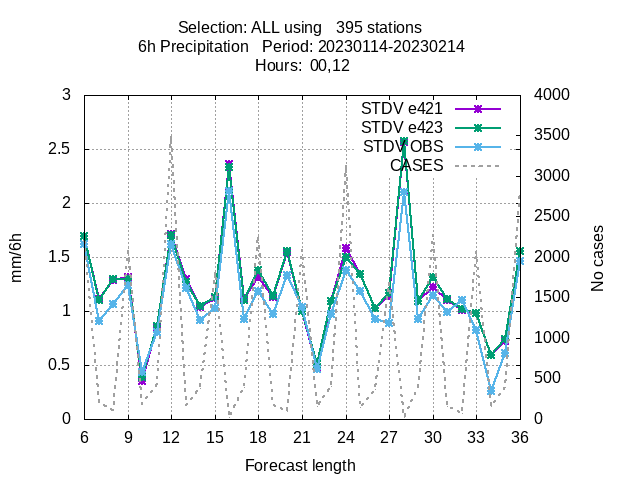 Selection: ALL using   395 stations
6h Precipitation   Period: 20230114-20230214
Hours:  00,12
3
2.5
2
1.5
1
0.5
0
4000
3500
3000
2500
2000
1500
1000
500
0
STDV e421
STDV e423
STDV OBS
CASES
mm/6h
No cases
6 9 12 15 18 21 24 27 30 33 36
Forecast length